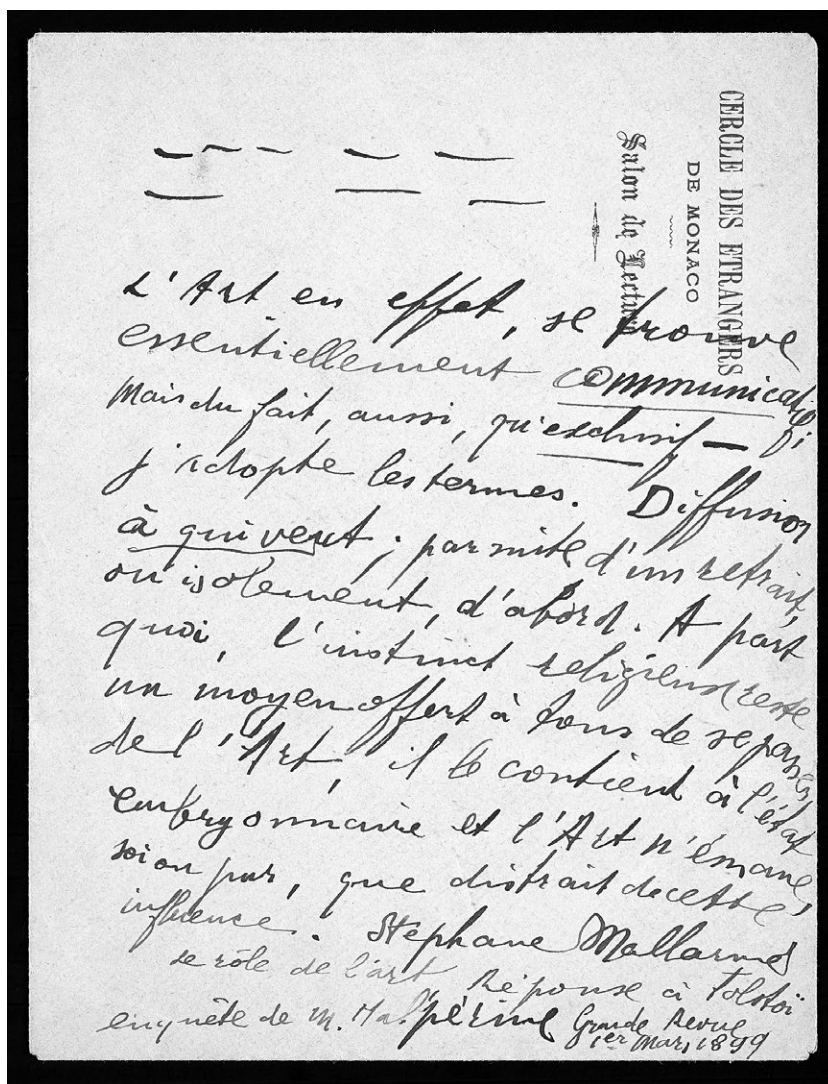 CERCLE DES ETRANGERS
DE MONACO
Salon de Lecture
L'Art en effet, se trouve
essentiellement communicatif
Mais du fait, aussi, qu'exclusif — si
j'adopte les termes. Diffusion
à qui veut ; par suite d'un retrait,
ou isolement, d'abord. A part
quoi, l'instinct religieux reste
un moyen offert à tous de se passer
de l'Art, il le contient à l'état
embryonnaire et l'Art n'émane,
soi ou pur, que distrait de cette
influence. Stéphane Mallarmé
Le rôle de l'art, Réponse à Tolstoï
enquête de M. Halpérine Grande Revue
1er Mars 1899